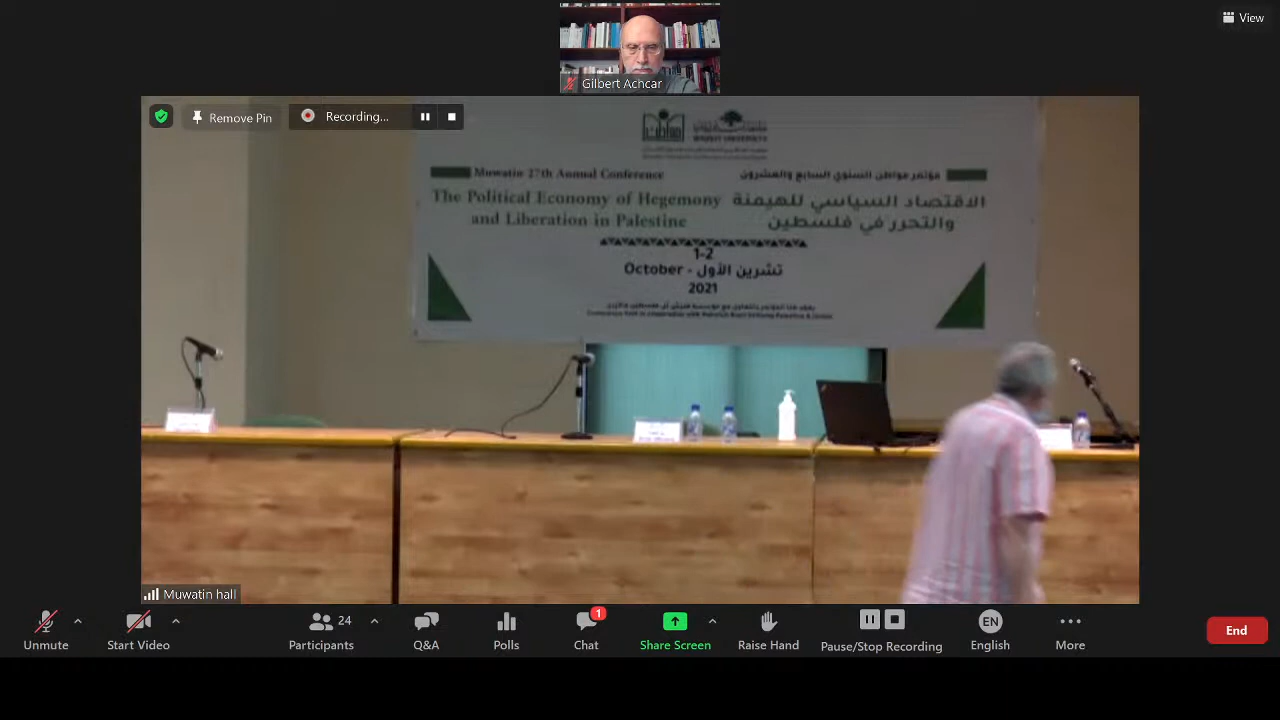 View
Gilbert Achcar
Remove Pin
Recording...
مواطن
BIRZEIT UNIVERSITY
Muwatin 27th Annual Conference
مؤتمر مواطن السنوي السابع والعشرون
The Political Economy of Hegemony
and Liberation in Palestine
الاقتصاد السياسي للهيمنة
والتحرر في فلسطين
1-2
تشرين الأول - October
2021
Muwatin hall
Unmute
Start Video
24
Participants
Q&A
Polls
1
Chat
Share Screen
Raise Hand
Pause/Stop Recording
EN
English
More
End